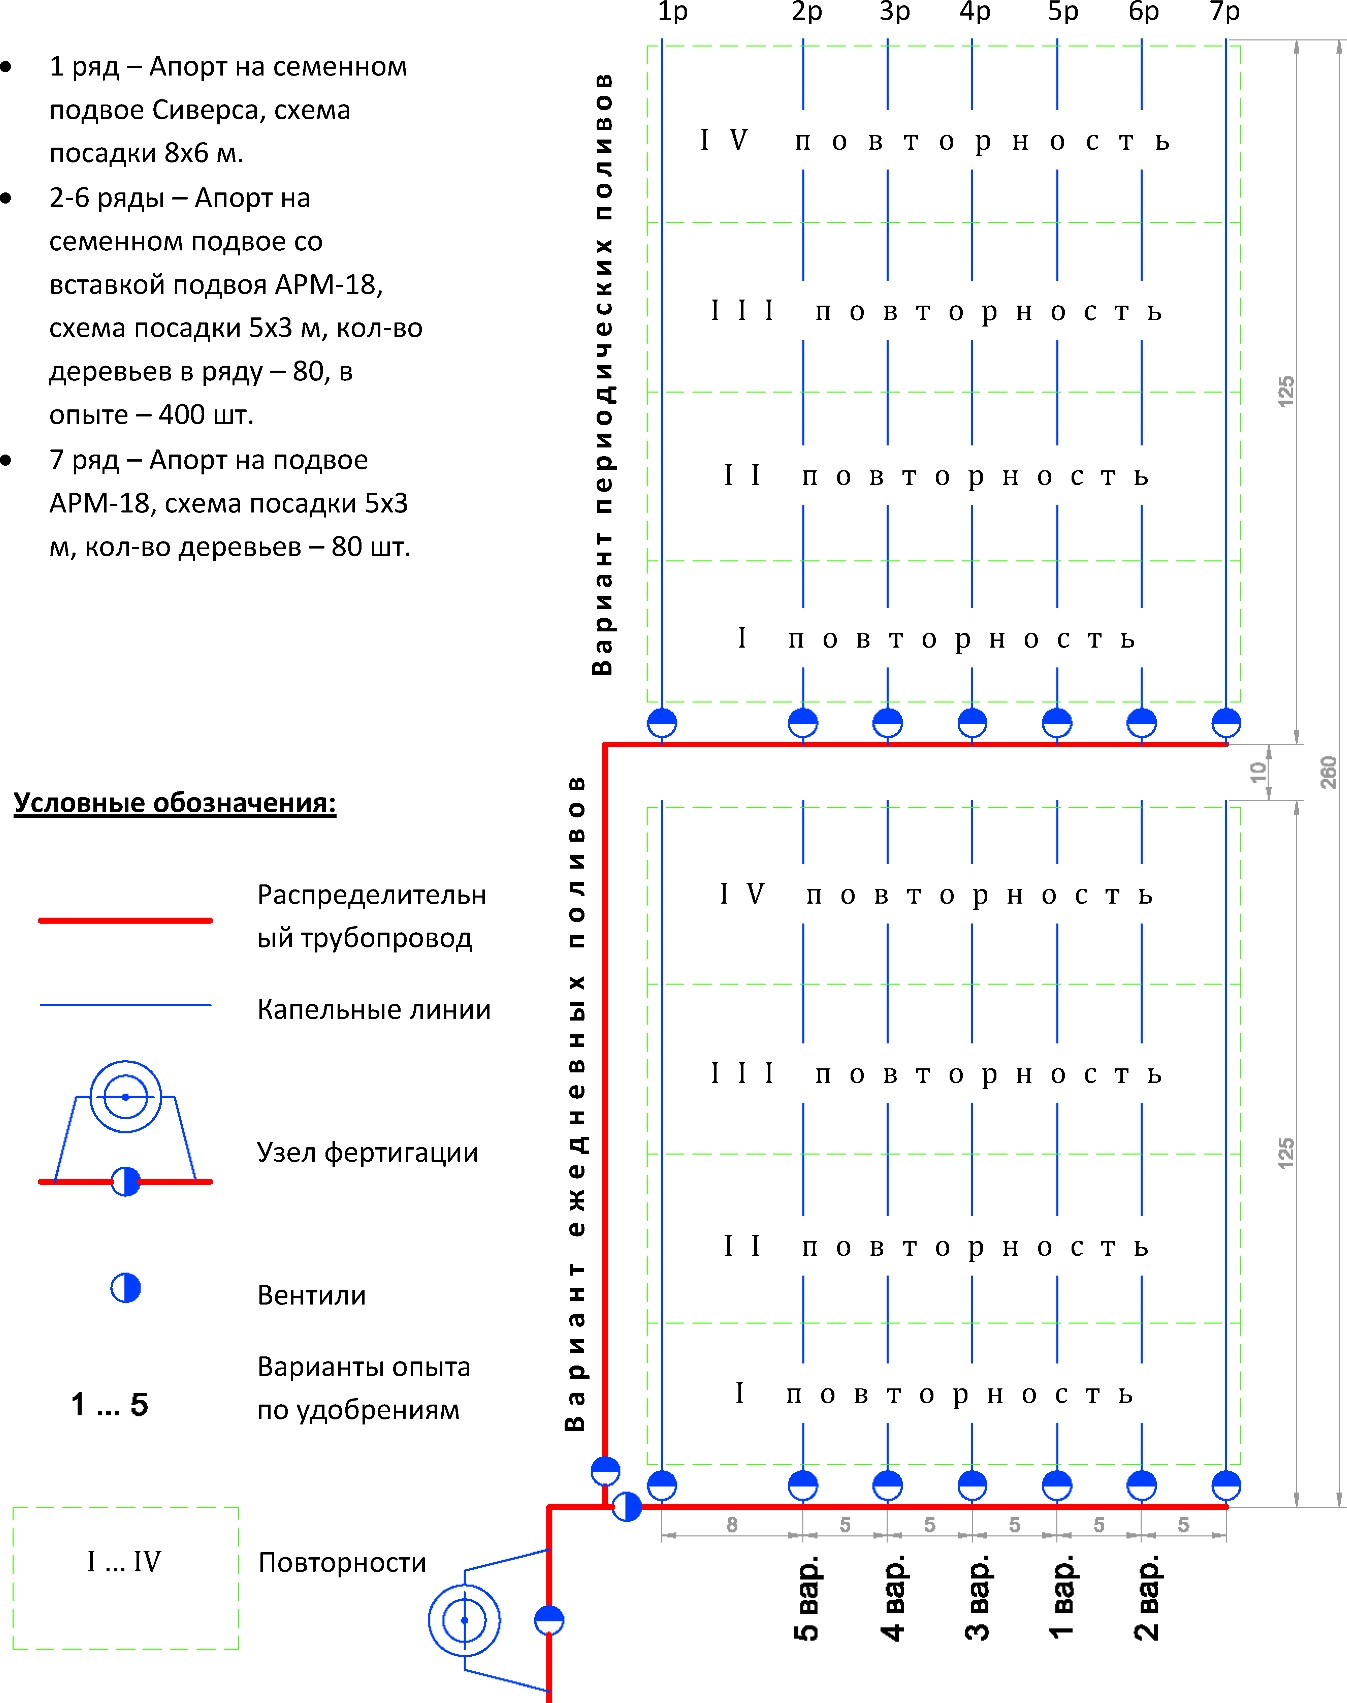 1р 2р 3р 4р 5р 6р 7р
• 1 ряд – Апорт на семенном
подвое Сиверса, схема
посадки 8х6 м.
• 2-6 ряды – Апорт на
семенном подвое со
вставкой подвоя АРМ-18,
схема посадки 5х3 м, кол-во
деревьев в ряду – 80, в
опыте – 400 шт.
• 7 ряд – Апорт на подвое
АРМ-18, схема посадки 5х3
м, кол-во деревьев – 80 шт.
Вариант периодических поливов
IV повторность
III повторность
II повторность
I повторность
125
10
260
Вариант ежедневных поливов
IV повторность
III повторность
II повторность
I повторность
125
8 5 5 5 5 5
5 вар.
4 вар.
3 вар.
1 вар.
2 вар.
Условные обозначения:
Распределительн
ый трубопровод
Капельные линии
Узел фертигации
Вентили
1 ... 5
Варианты опыта
по удобрениям
I ... IV
Повторности